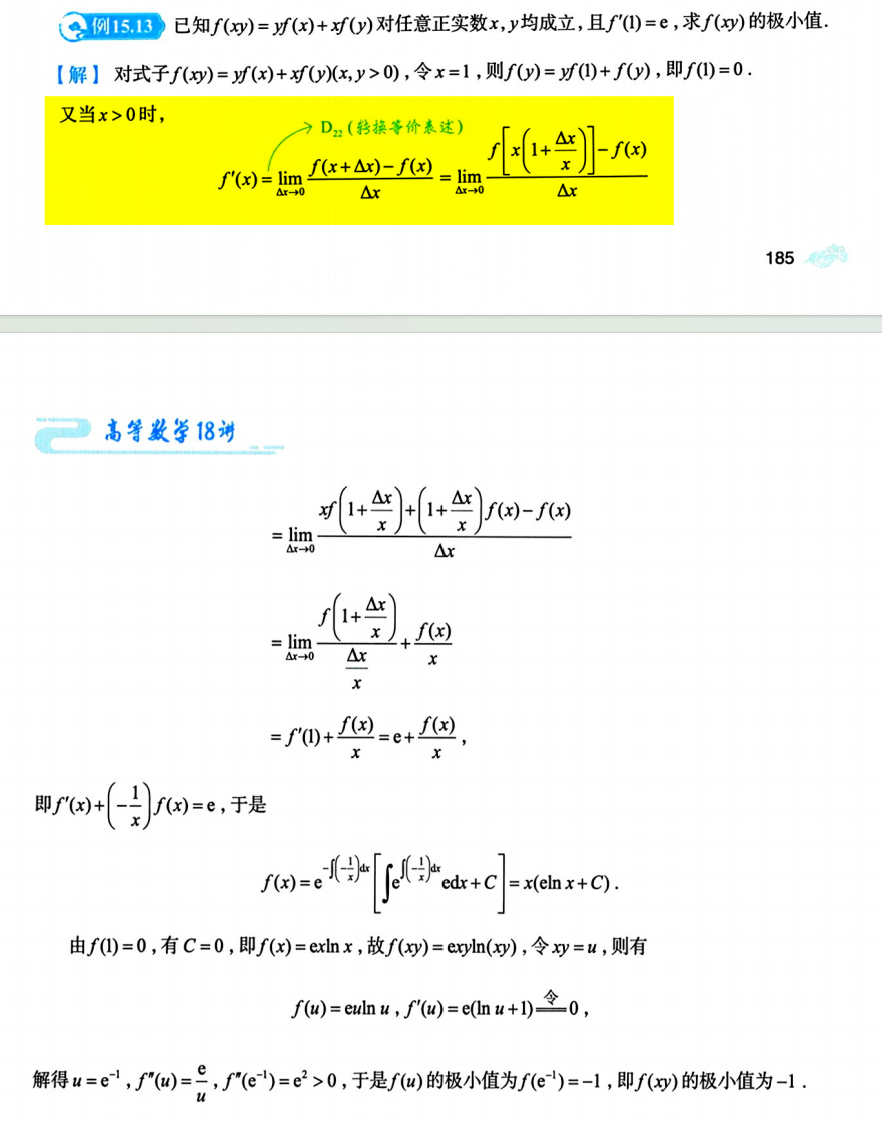 例15.13 已知f(xy)=yf(x)+xf(y)对任意正实数x,y均成立,且f′(1)=e,求f(xy)的极小值.
【解】 对式子f(xy)=yf(x)+xf(y)(x,y>0),令x=1,则f(y)=yf(1)+f(y),即f(1)=0.
又当x>0时,
D₂₂(转换等价表述)
f′(x)=lim_{Δx→0} [f(x+Δx)−f(x)]/Δx = lim_{Δx→0} {f[x(1+Δx/x)]−f(x)}/Δx
185
高等数学18讲
=lim_{Δx→0} [xf(1+Δx/x)+(1+Δx/x)f(x)−f(x)]/Δx
=lim_{Δx→0} f(1+Δx/x)/(Δx/x) + f(x)/x
=f′(1)+f(x)/x=e+f(x)/x,
即f′(x)+(−1/x)f(x)=e,于是
f(x)=e^{−∫(−1/x)dx}[∫e^{∫(−1/x)dx}edx+C]=x(eln x+C).
由f(1)=0,有C=0,即f(x)=exln x,故f(xy)=exyln(xy),令xy=u,则有
f(u)=euln u,f′(u)=e(ln u+1)≜(令)0,
解得u=e⁻¹,f″(u)=e/u,f″(e⁻¹)=e²>0,于是f(u)的极小值为f(e⁻¹)=−1,即f(xy)的极小值为−1.